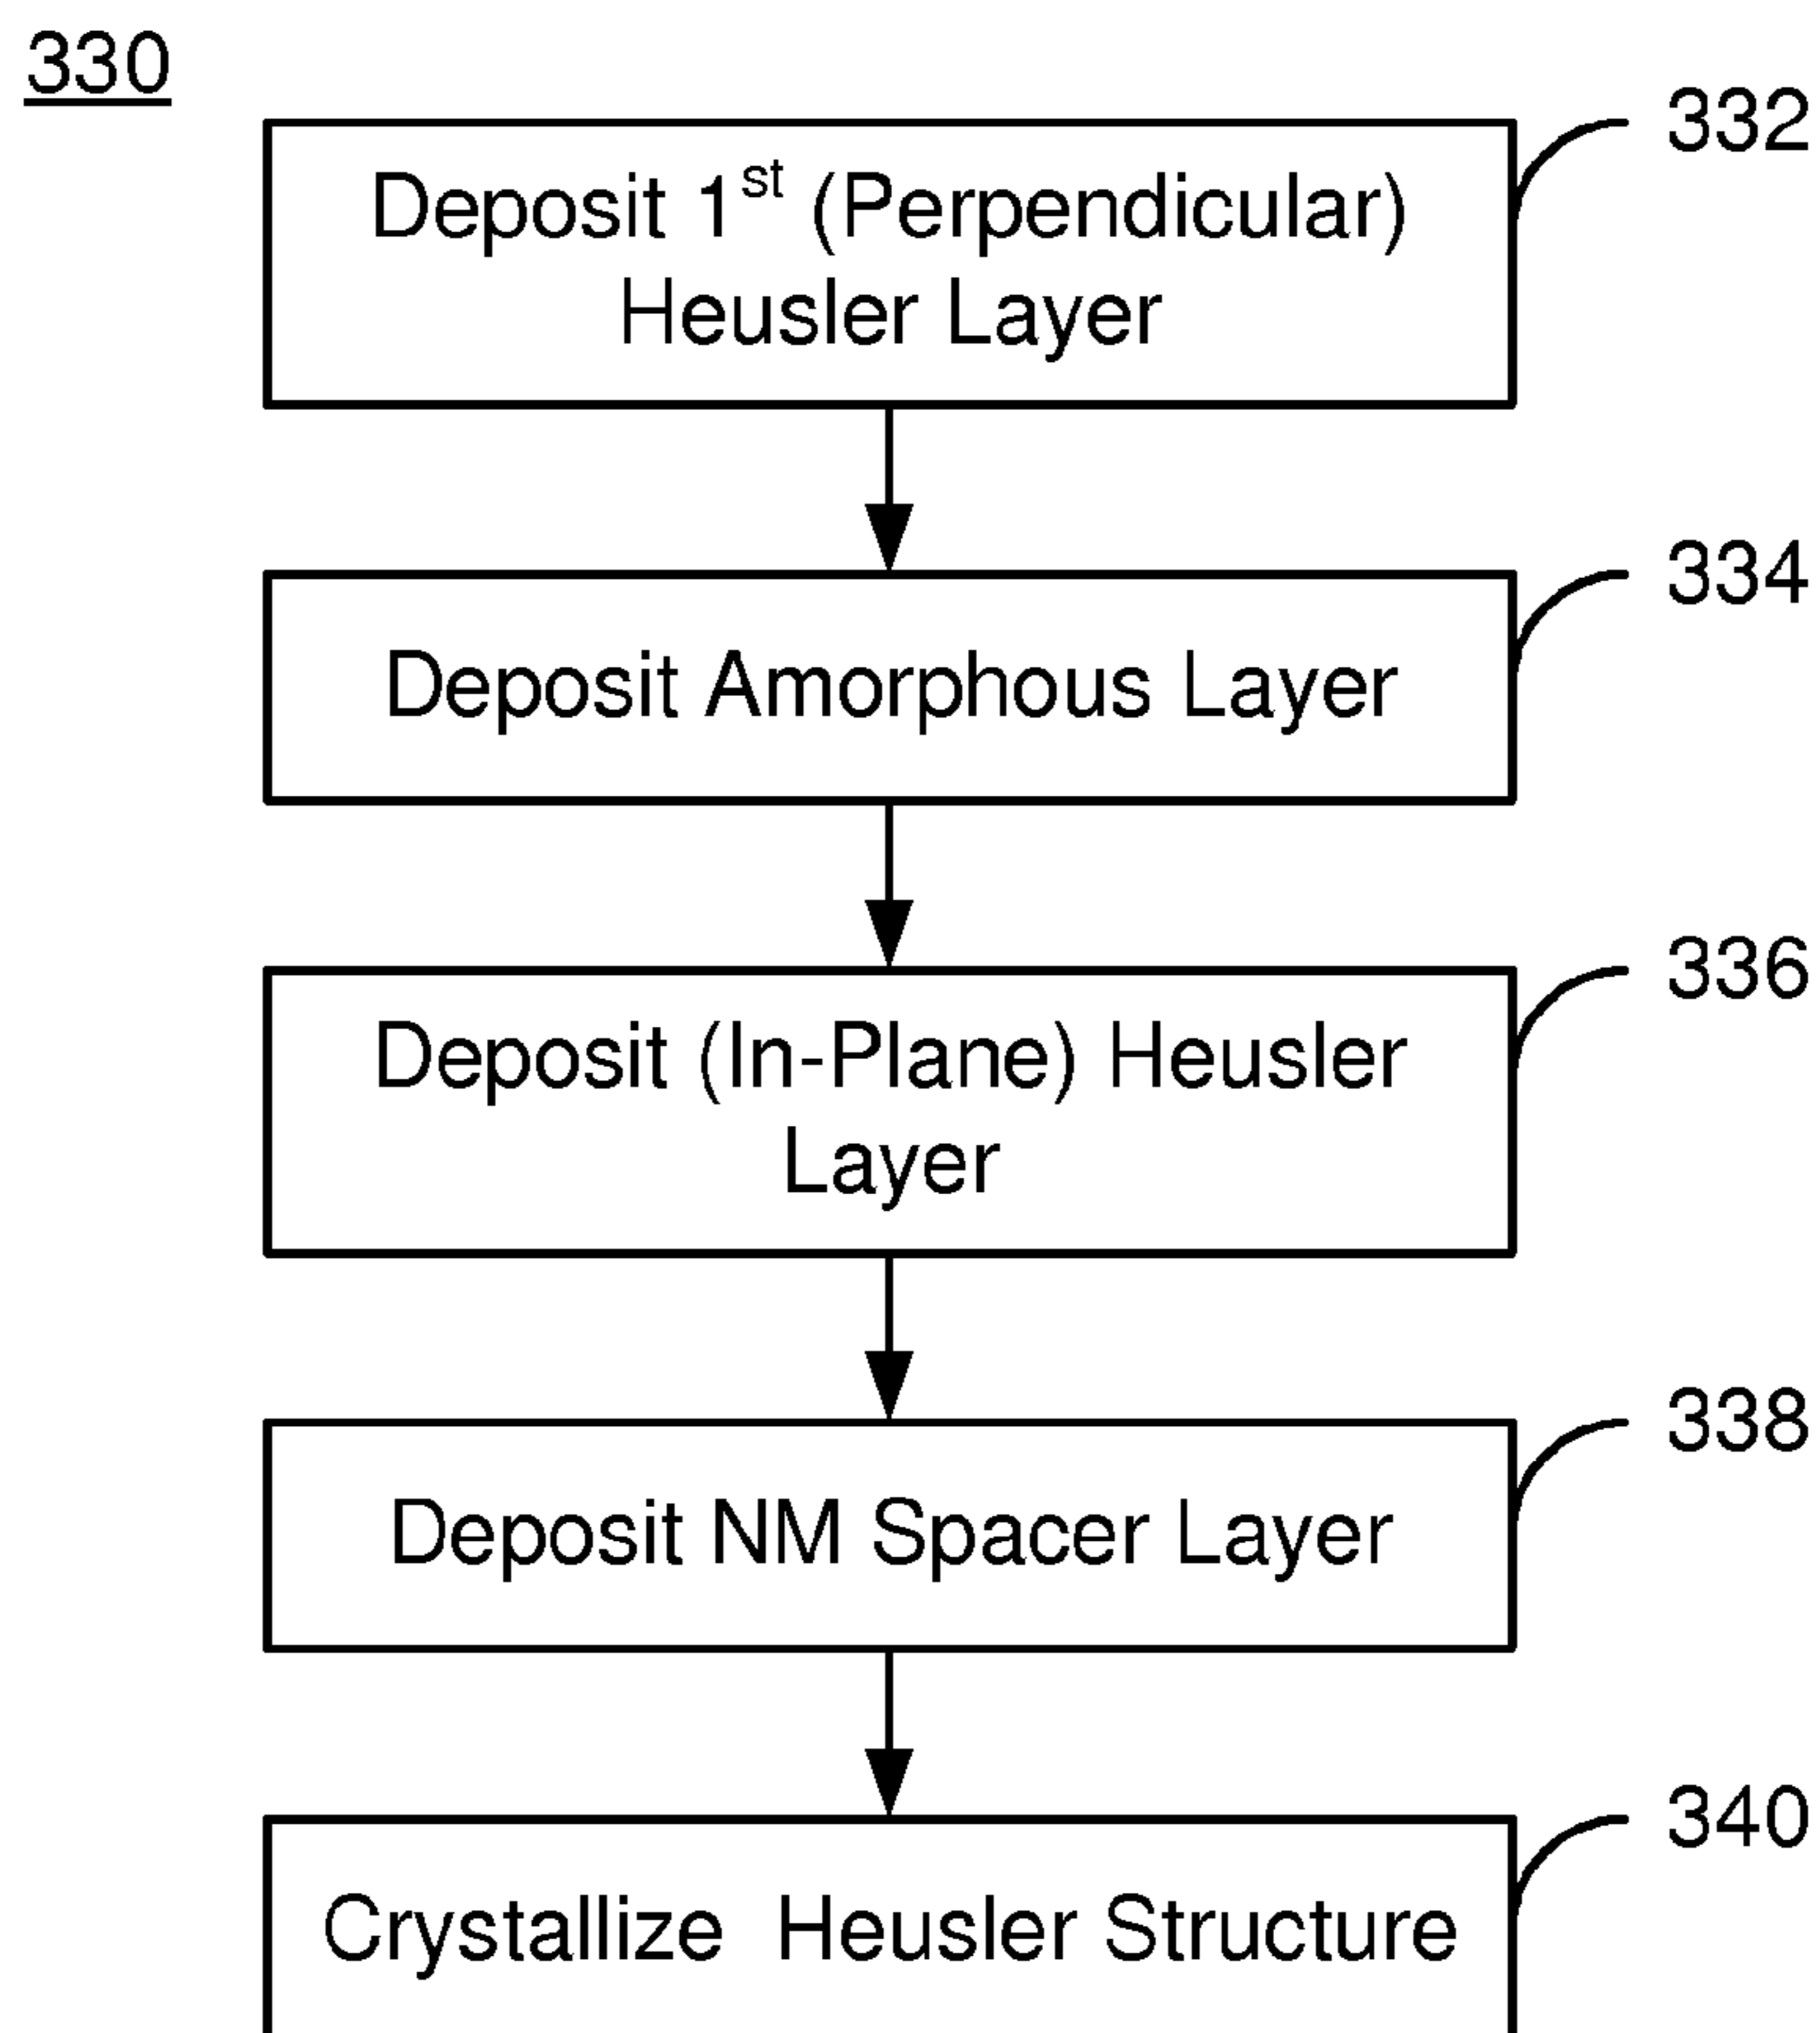 330
332
Deposit 1st (Perpendicular)
Heusler Layer
334
Deposit Amorphous Layer
336
Deposit (In-Plane) Heusler
Layer
338
Deposit NM Spacer Layer
340
Crystallize Heusler Structure